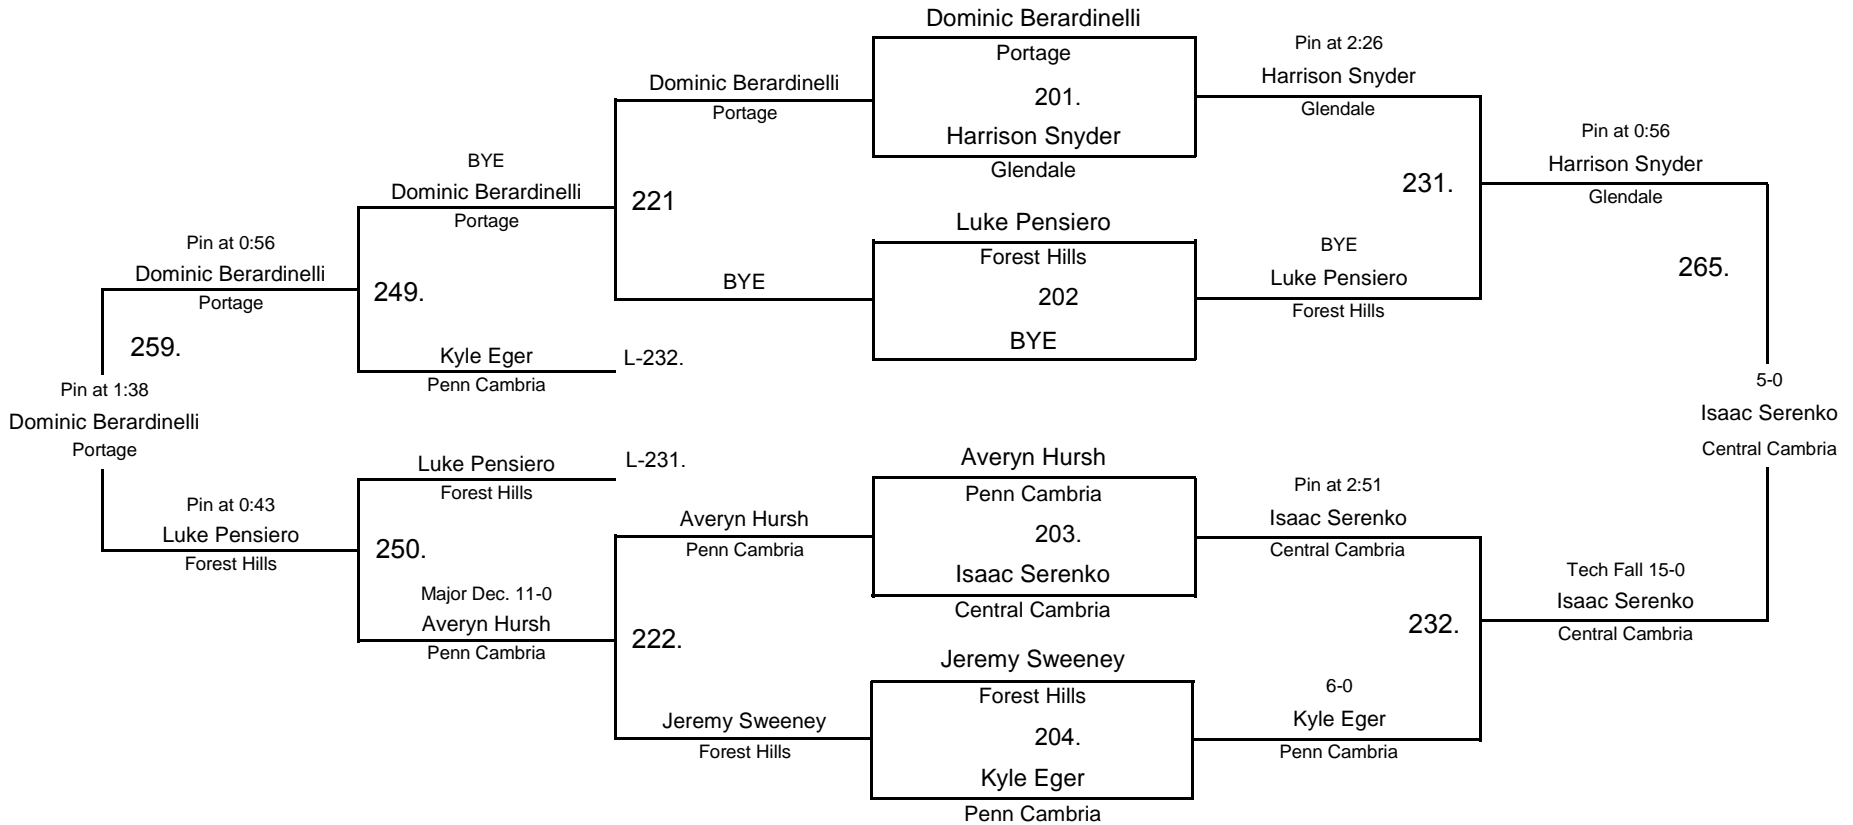 Dominic Berardinelli
Portage
201.
Harrison Snyder
Glendale
Luke Pensiero
Forest Hills
202
BYE
Averyn Hursh
Penn Cambria
203.
Isaac Serenko
Central Cambria
Jeremy Sweeney
Forest Hills
204.
Kyle Eger
Penn Cambria
Pin at 2:26
Harrison Snyder
Glendale
231.
BYE
Luke Pensiero
Forest Hills
Pin at 2:51
Isaac Serenko
Central Cambria
232.
6-0
Kyle Eger
Penn Cambria
Pin at 0:56
Harrison Snyder
Glendale
265.
Tech Fall 15-0
Isaac Serenko
Central Cambria
5-0
Isaac Serenko
Central Cambria
Dominic Berardinelli
Portage
221
BYE
Averyn Hursh
Penn Cambria
222.
Jeremy Sweeney
Forest Hills
BYE
Dominic Berardinelli
Portage
249.
Kyle Eger
L-232.
Penn Cambria
Luke Pensiero
L-231.
Forest Hills
250.
Major Dec. 11-0
Averyn Hursh
Penn Cambria
Pin at 0:56
Dominic Berardinelli
Portage
259.
Pin at 0:43
Luke Pensiero
Forest Hills
Pin at 1:38
Dominic Berardinelli
Portage